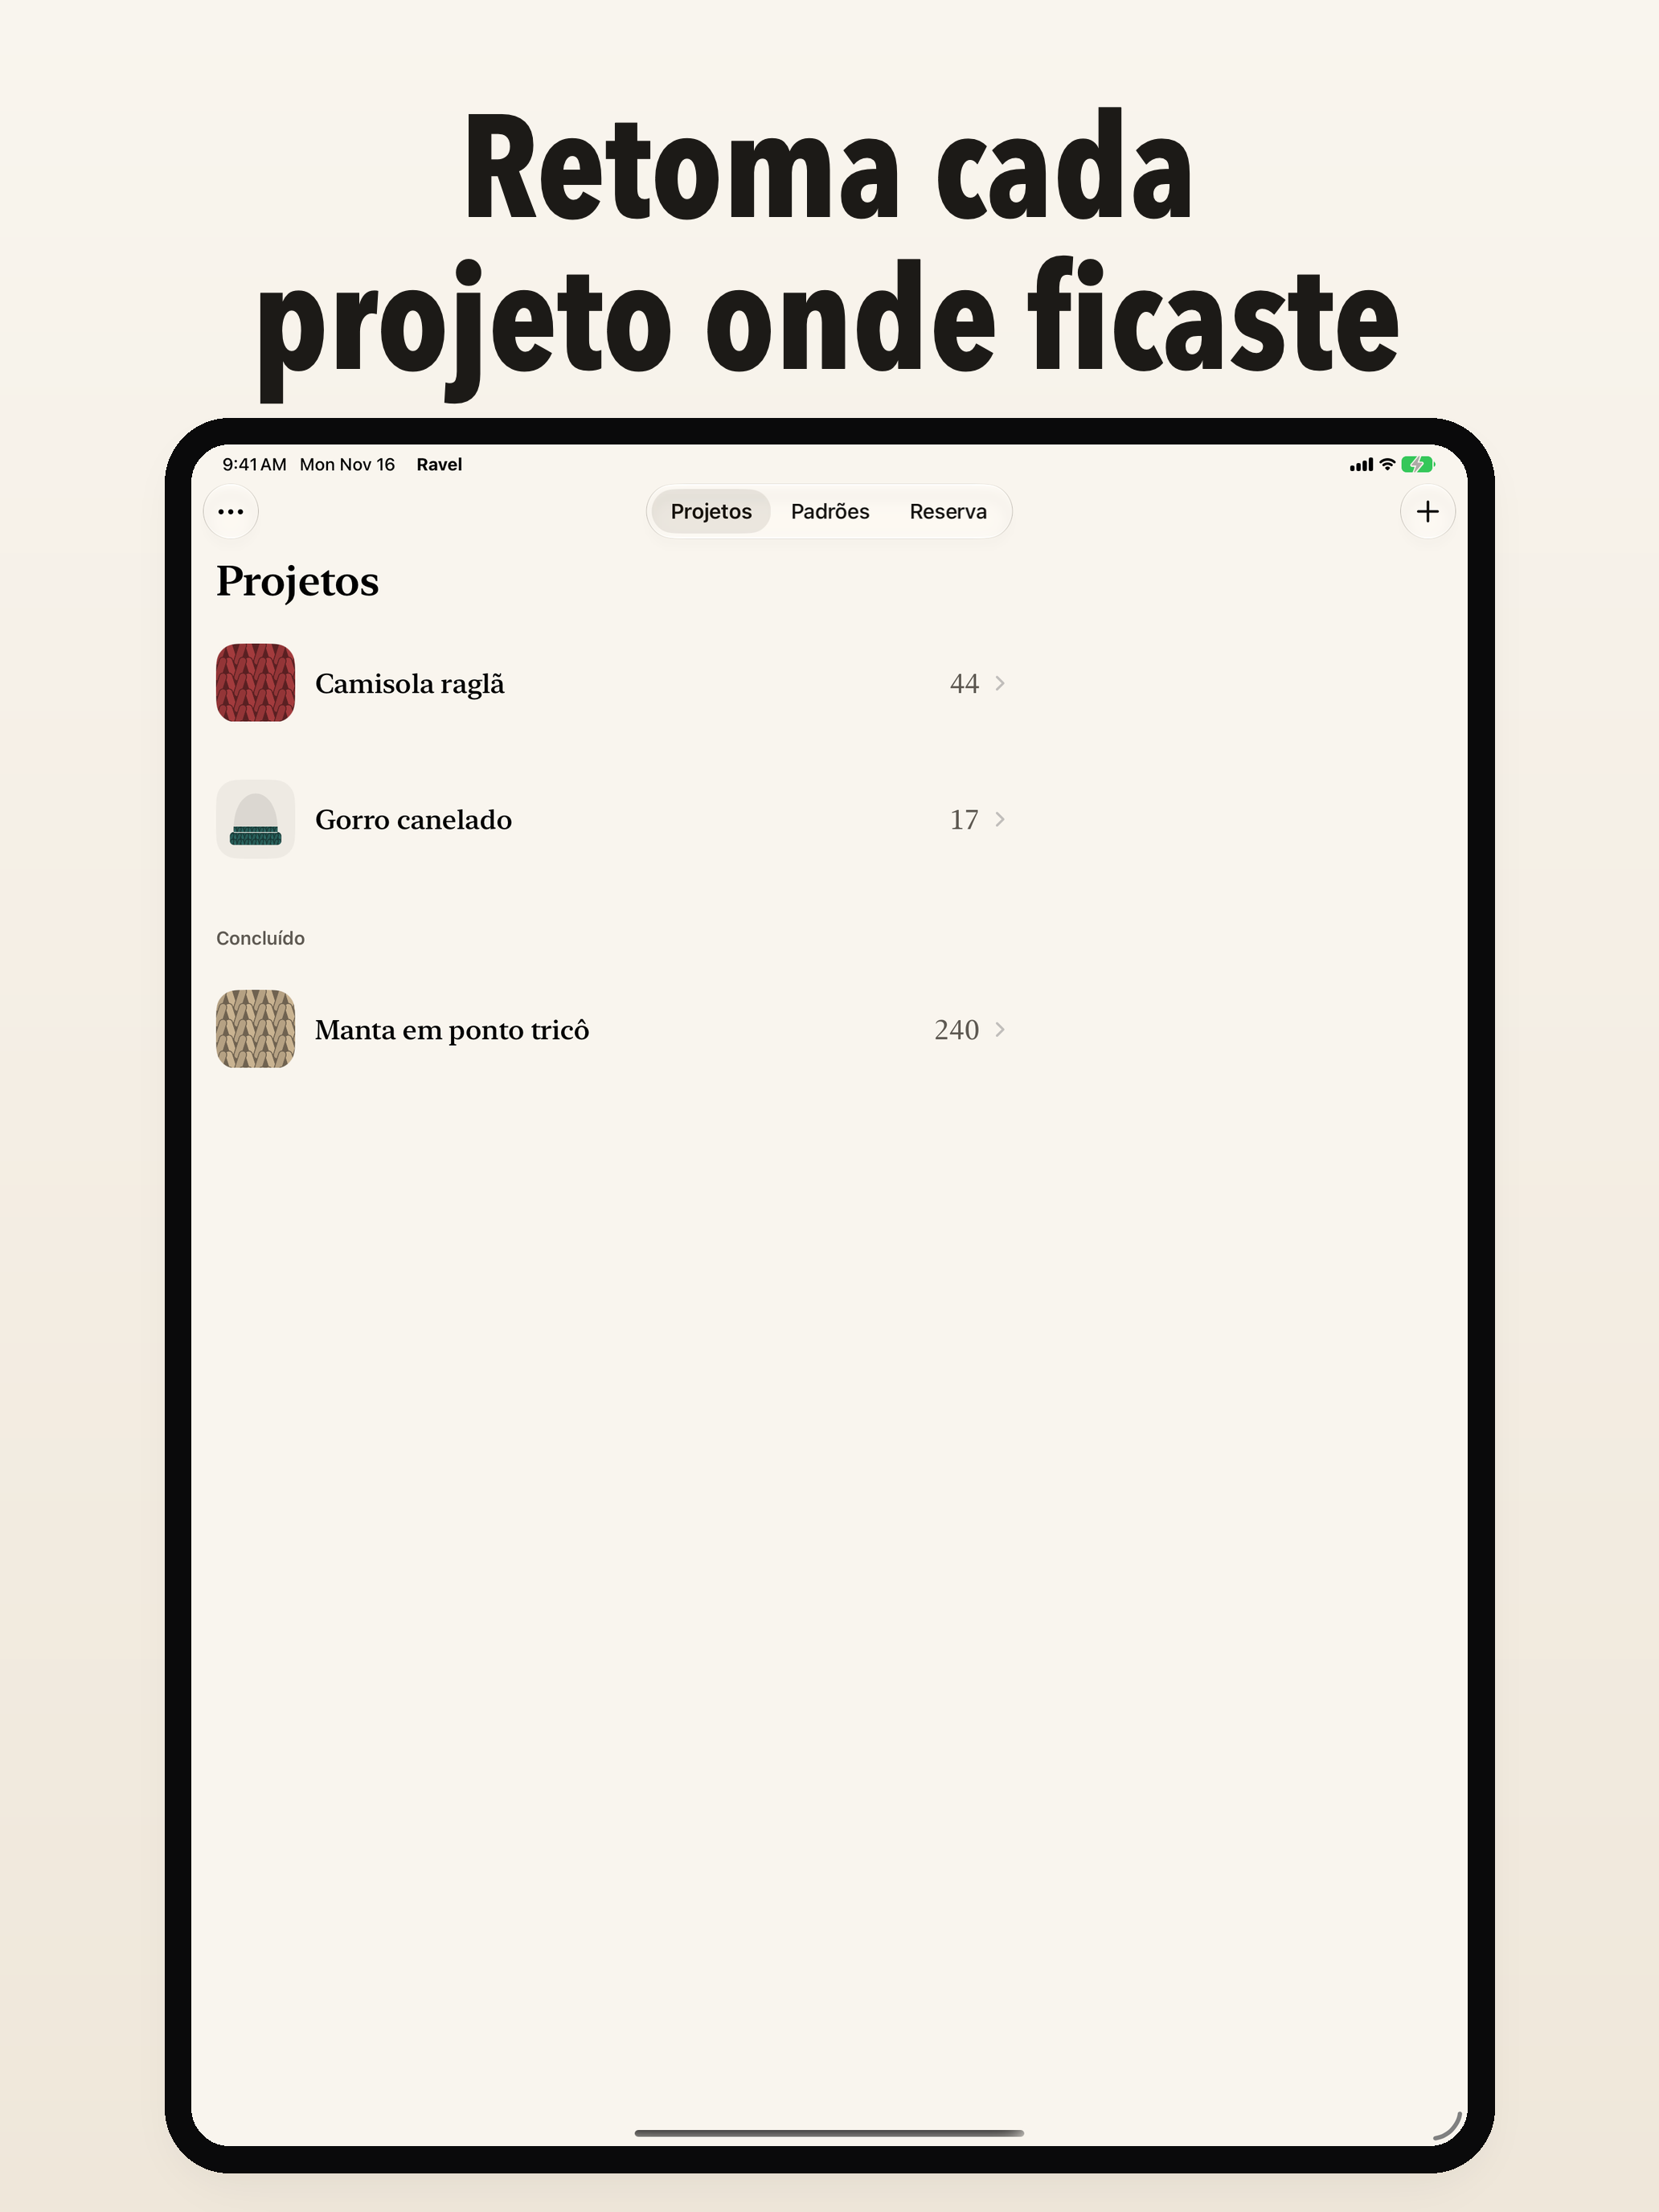 Retoma cada
projeto onde ficaste
9:41 AM Mon Nov 16 Ravel
Projetos Padrões Reserva
Projetos
Camisola raglã 44
Gorro canelado 17
Concluído
Manta em ponto tricô 240